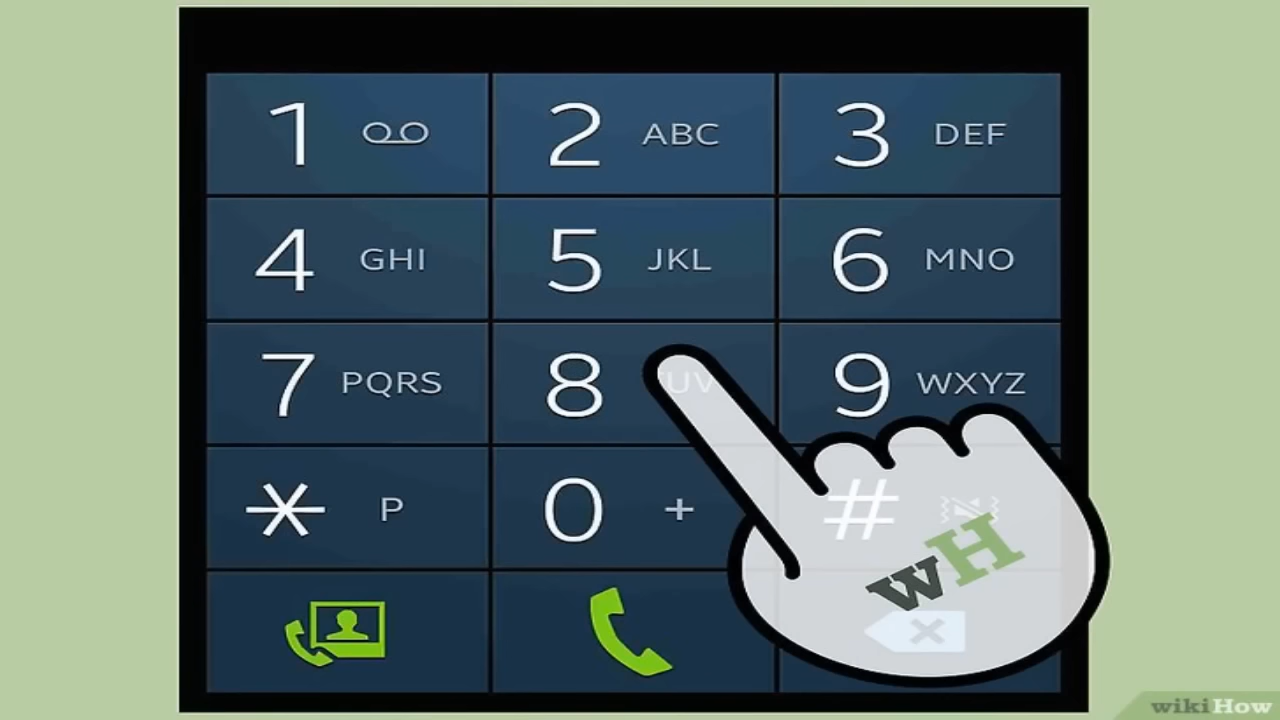 1 2 ABC 3 DEF
4 GHI 5 JKL 6 MNO
7 PQRS 8 TUV 9 WXYZ
* P 0 + #
wH
wikiHow